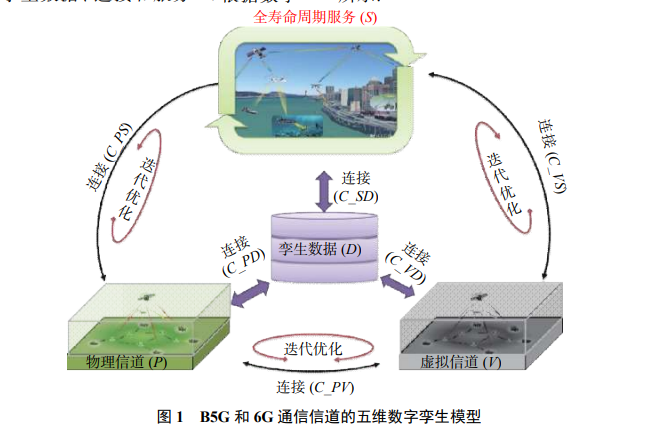 全寿命周期服务 (S)
连接 (C_PS)
迭代优化
连接 (C_VS)
迭代优化
连接
(C_SD)
孪生数据 (D)
连接
(C_PD)
连接
(C_VD)
物理信道 (P)
迭代优化
连接 (C_PV)
虚拟信道 (V)
图 1 B5G 和 6G 通信信道的五维数字孪生模型